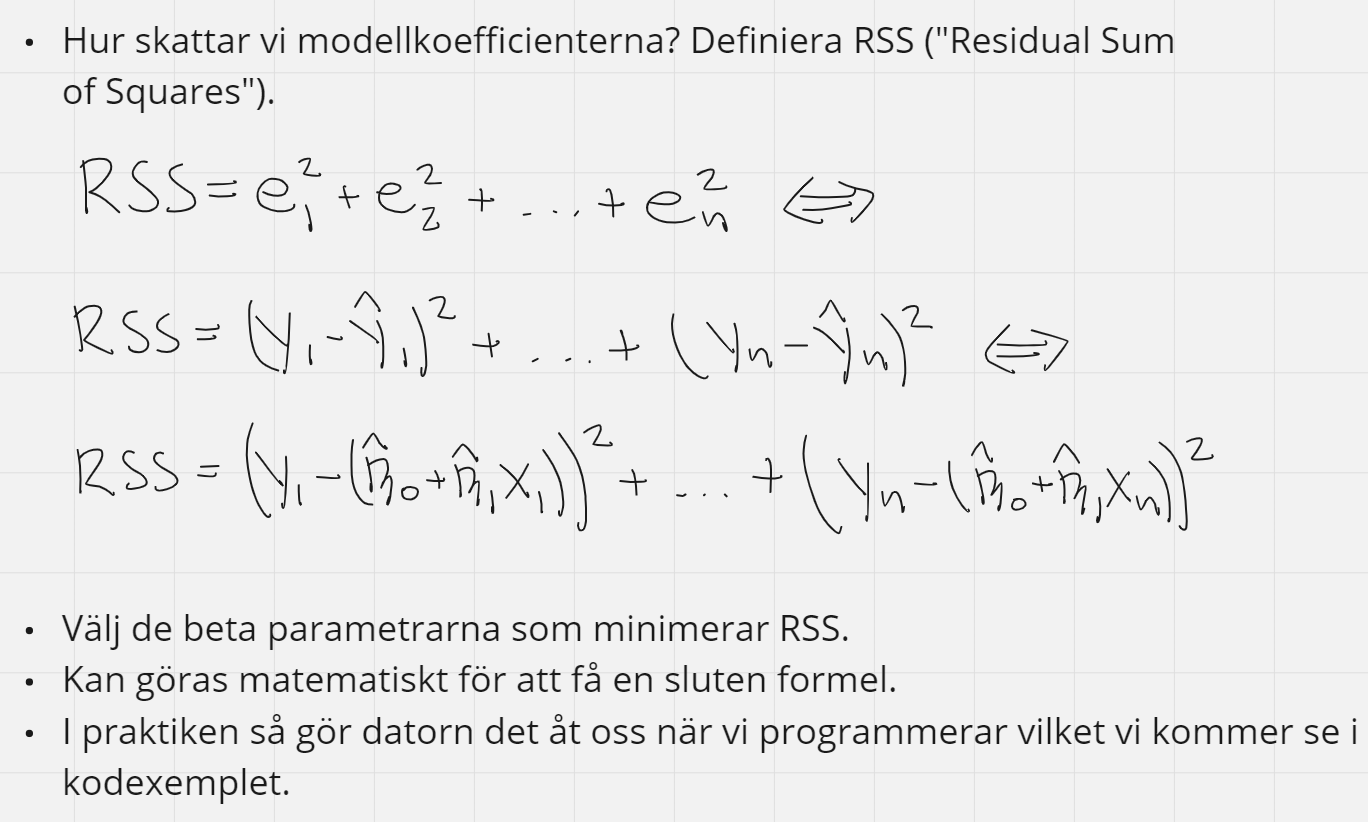 • Hur skattar vi modellkoefficienterna? Definiera RSS ("Residual Sum
of Squares").
RSS = e₁² + e₂² + ... + eₙ² ⇔
RSS = (y₁ - ŷ₁)² + ... + (yₙ - ŷₙ)² ⇔
RSS = (y₁ - (β̂₀ + β̂₁x₁))² + ... + (yₙ - (β̂₀ + β̂₁xₙ))²
• Välj de beta parametrarna som minimerar RSS.
• Kan göras matematiskt för att få en sluten formel.
• I praktiken så gör datorn det åt oss när vi programmerar vilket vi kommer se i
kodexemplet.